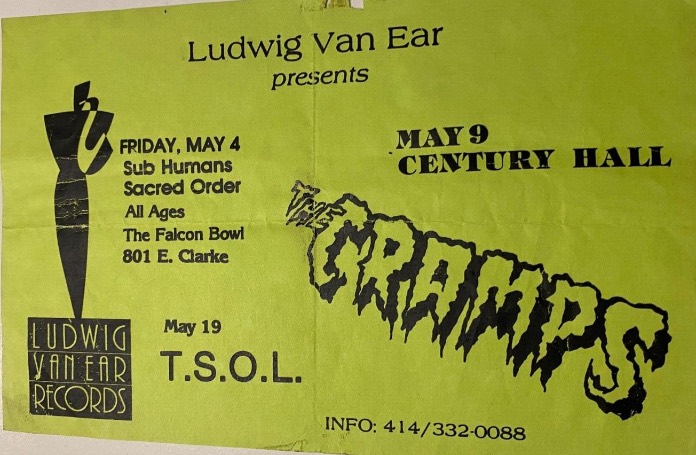 Ludwig Van Ear
presents
FRIDAY, MAY 4
Sub Humans
Sacred Order
All Ages
The Falcon Bowl
801 E. Clarke
MAY 9
CENTURY HALL
THE
CRAMPS
May 19
T.S.O.L.
LUDWIG
VAN EAR
RECORDS
INFO: 414/332-0088